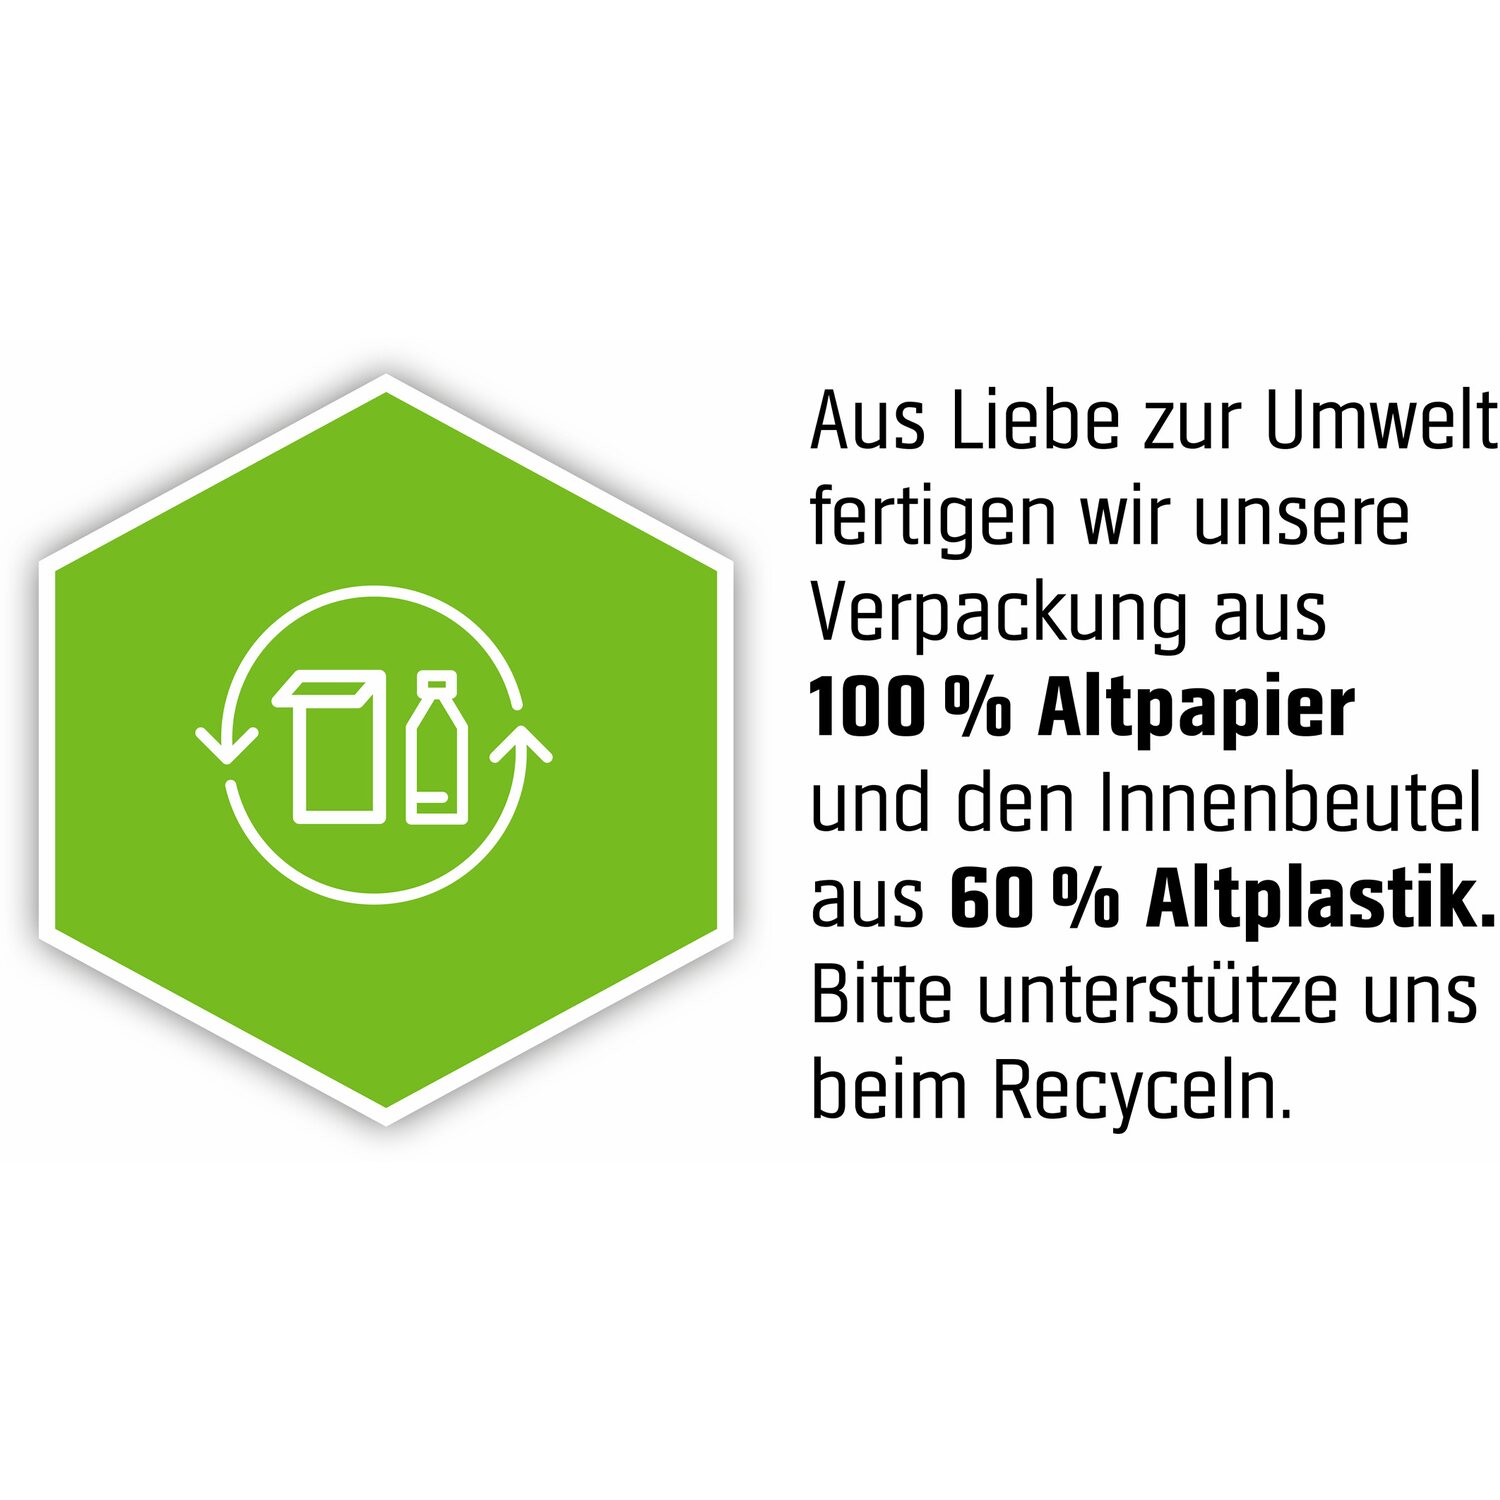 Aus Liebe zur Umwelt
fertigen wir unsere
Verpackung aus
100 % Altpapier
und den Innenbeutel
aus 60 % Altplastik.
Bitte unterstütze uns
beim Recyceln.